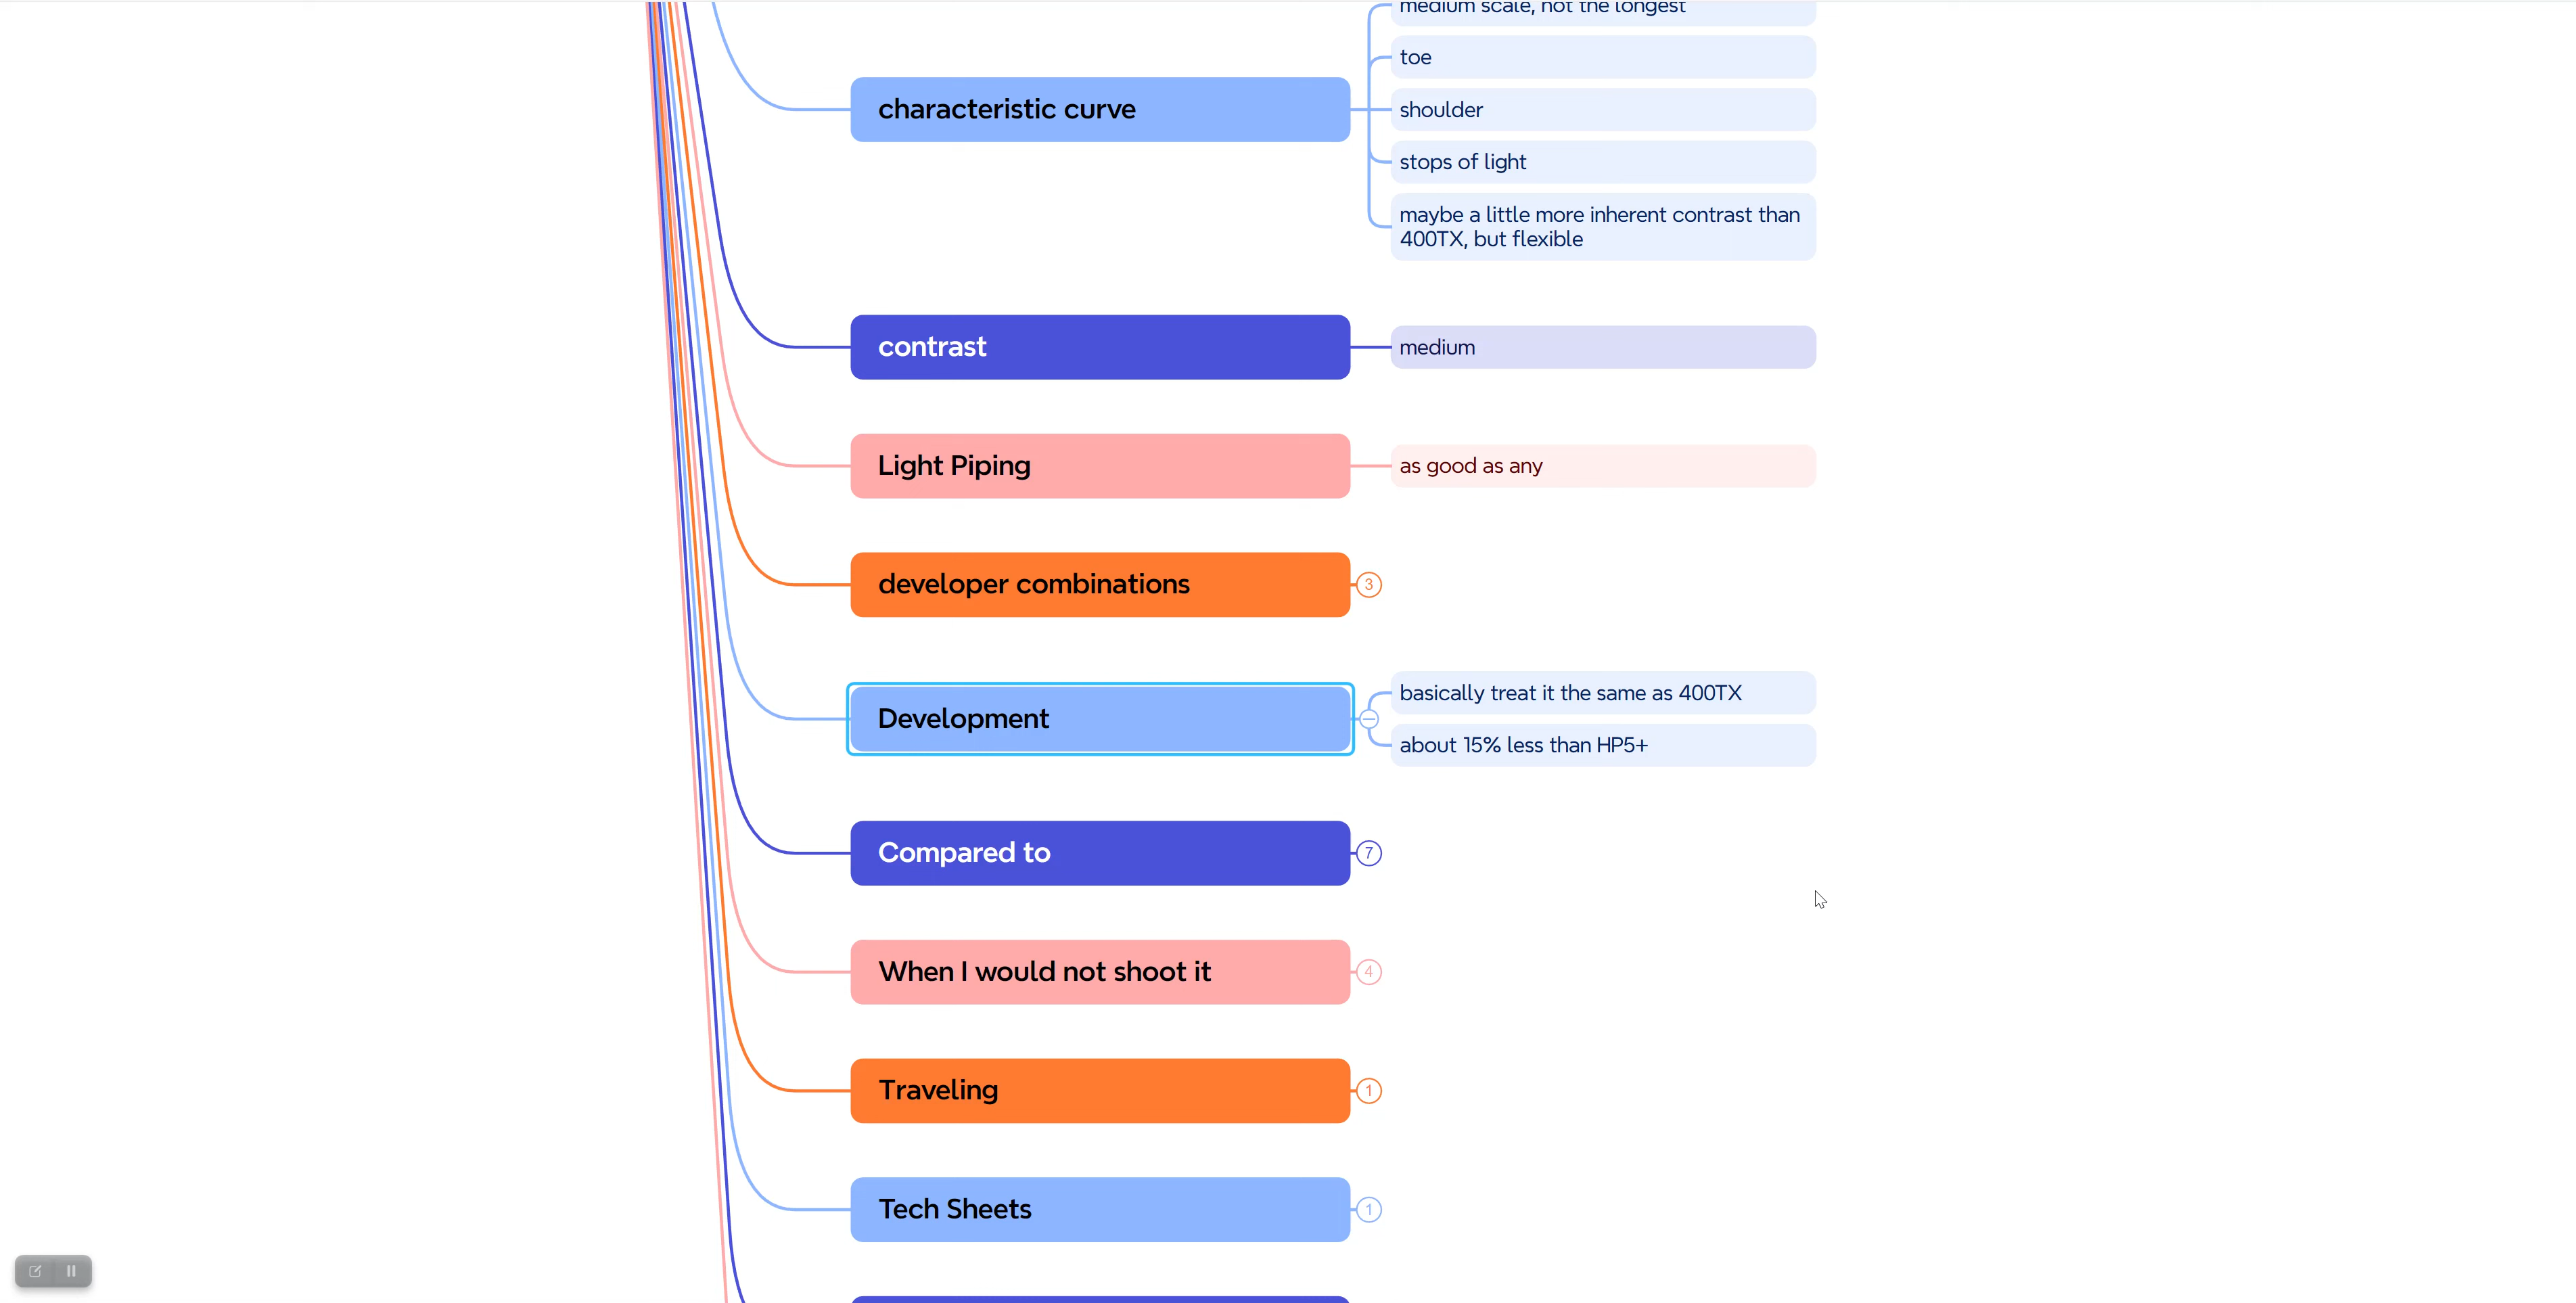 medium scale, not the longest
toe
characteristic curve
shoulder
stops of light
maybe a little more inherent contrast than
400TX, but flexible
contrast
medium
Light Piping
as good as any
developer combinations
3
basically treat it the same as 400TX
Development
about 15% less than HP5+
Compared to
7
When I would not shoot it
4
Traveling
1
Tech Sheets
1